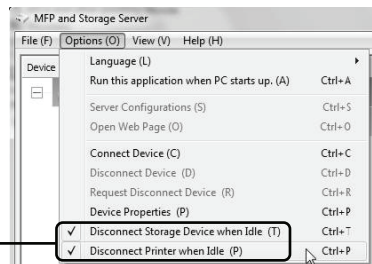 MFP and Storage Server
File (F) Options (O) View (V) Help (H)
Device
Language (L)
Run this application when PC starts up. (A) Ctrl+A
Server Configurations (S) Ctrl+S
Open Web Page (O) Ctrl+O
Connect Device (C) Ctrl+C
Disconnect Device (D) Ctrl+D
Request Disconnect Device (R) Ctrl+R
Device Properties (P) Ctrl+P
Disconnect Storage Device when Idle (T) Ctrl+T
Disconnect Printer when Idle (P) Ctrl+P